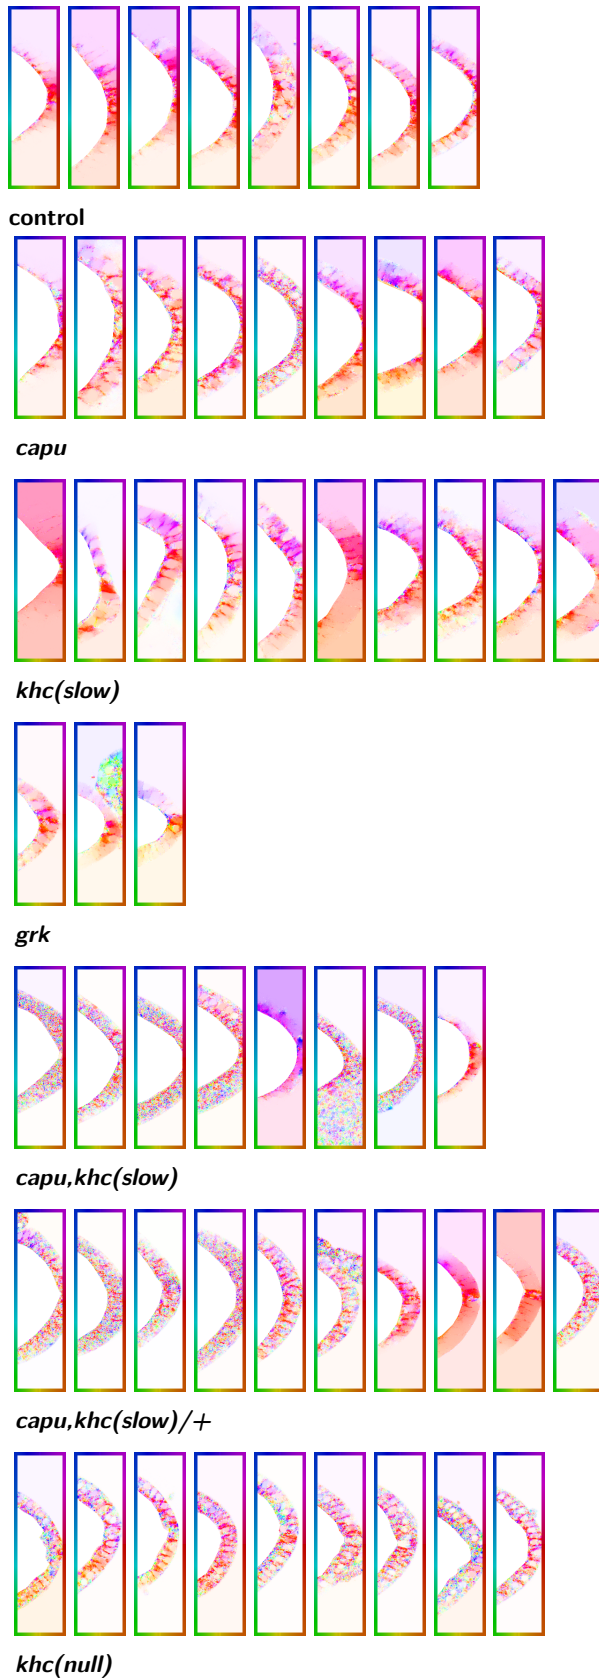 control
capu
khc(slow)
grk
capu,khc(slow)
capu,khc(slow)/+
khc(null)